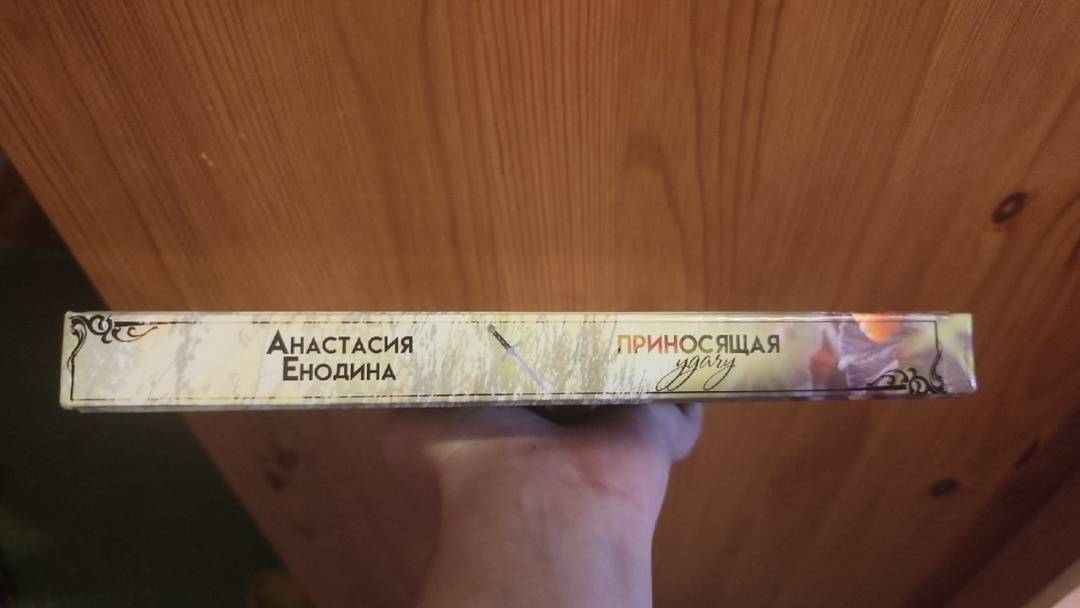 Анастасия
Енодина
приносящая
удачу